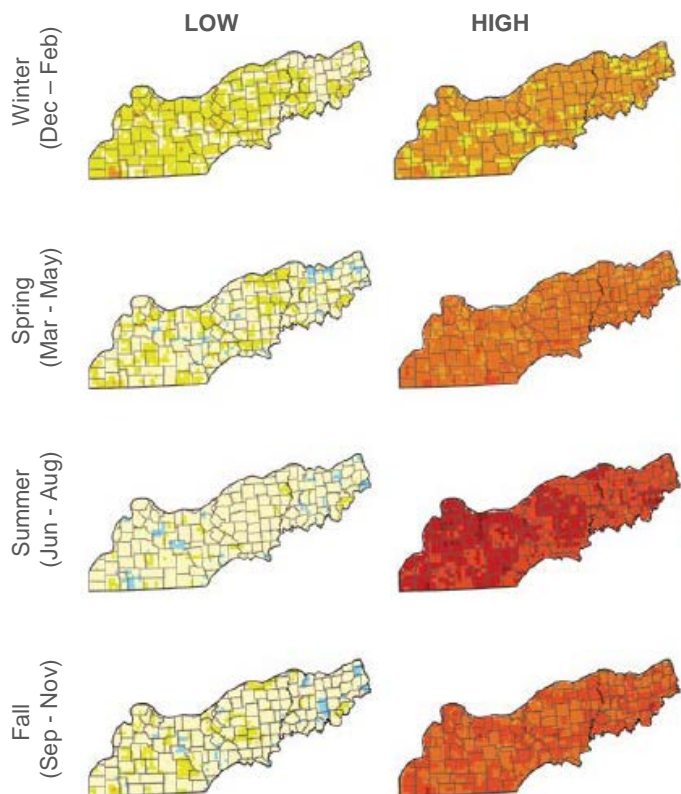 LOW HIGH
Winter
(Dec – Feb)
Spring
(Mar - May)
Summer
(Jun - Aug)
Fall
(Sep - Nov)